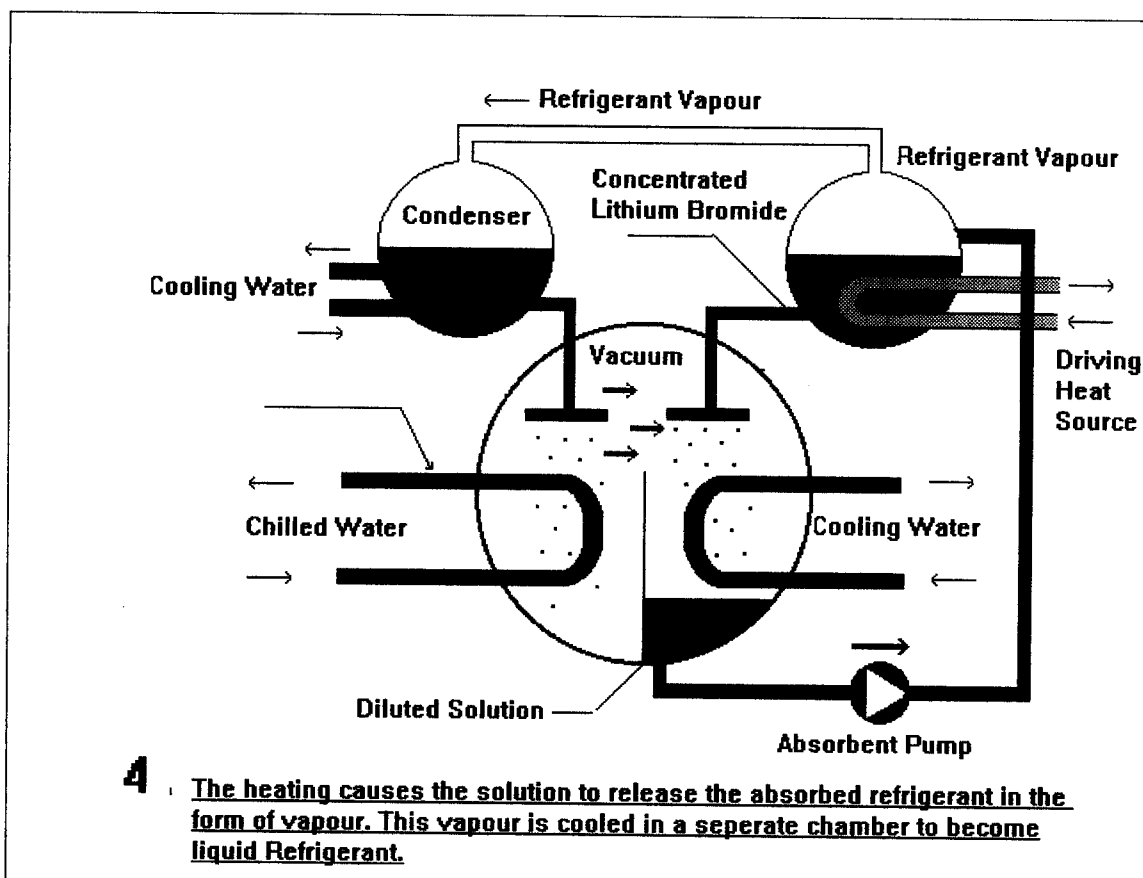 Refrigerant Vapour
Refrigerant Vapour
Concentrated
Lithium Bromide
Condenser
Cooling Water
Vacuum
Driving
Heat
Source
Chilled Water
Cooling Water
Diluted Solution
Absorbent Pump
4
The heating causes the solution to release the absorbed refrigerant in the
form of vapour. This vapour is cooled in a seperate chamber to become
liquid Refrigerant.